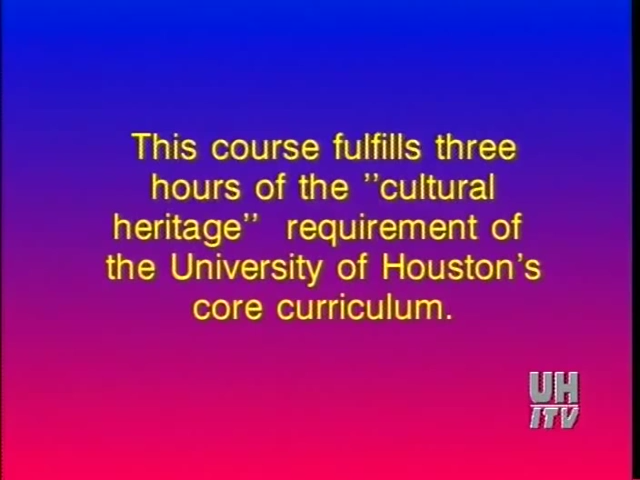 This course fulfills three
hours of the "cultural
heritage" requirement of
the University of Houston's
core curriculum.
UH
ITV